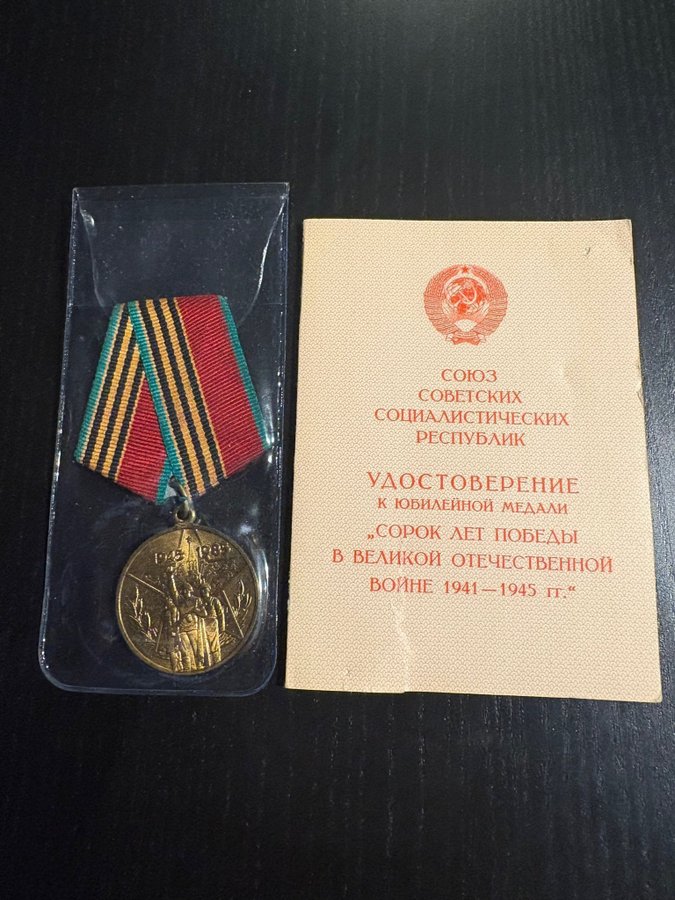 1945 1985
СОЮЗ
СОВЕТСКИХ
СОЦИАЛИСТИЧЕСКИХ
РЕСПУБЛИК
УДОСТОВЕРЕНИЕ
К ЮБИЛЕЙНОЙ МЕДАЛИ
„СОРОК ЛЕТ ПОБЕДЫ
В ВЕЛИКОЙ ОТЕЧЕСТВЕННОЙ
ВОЙНЕ 1941—1945 гг.“